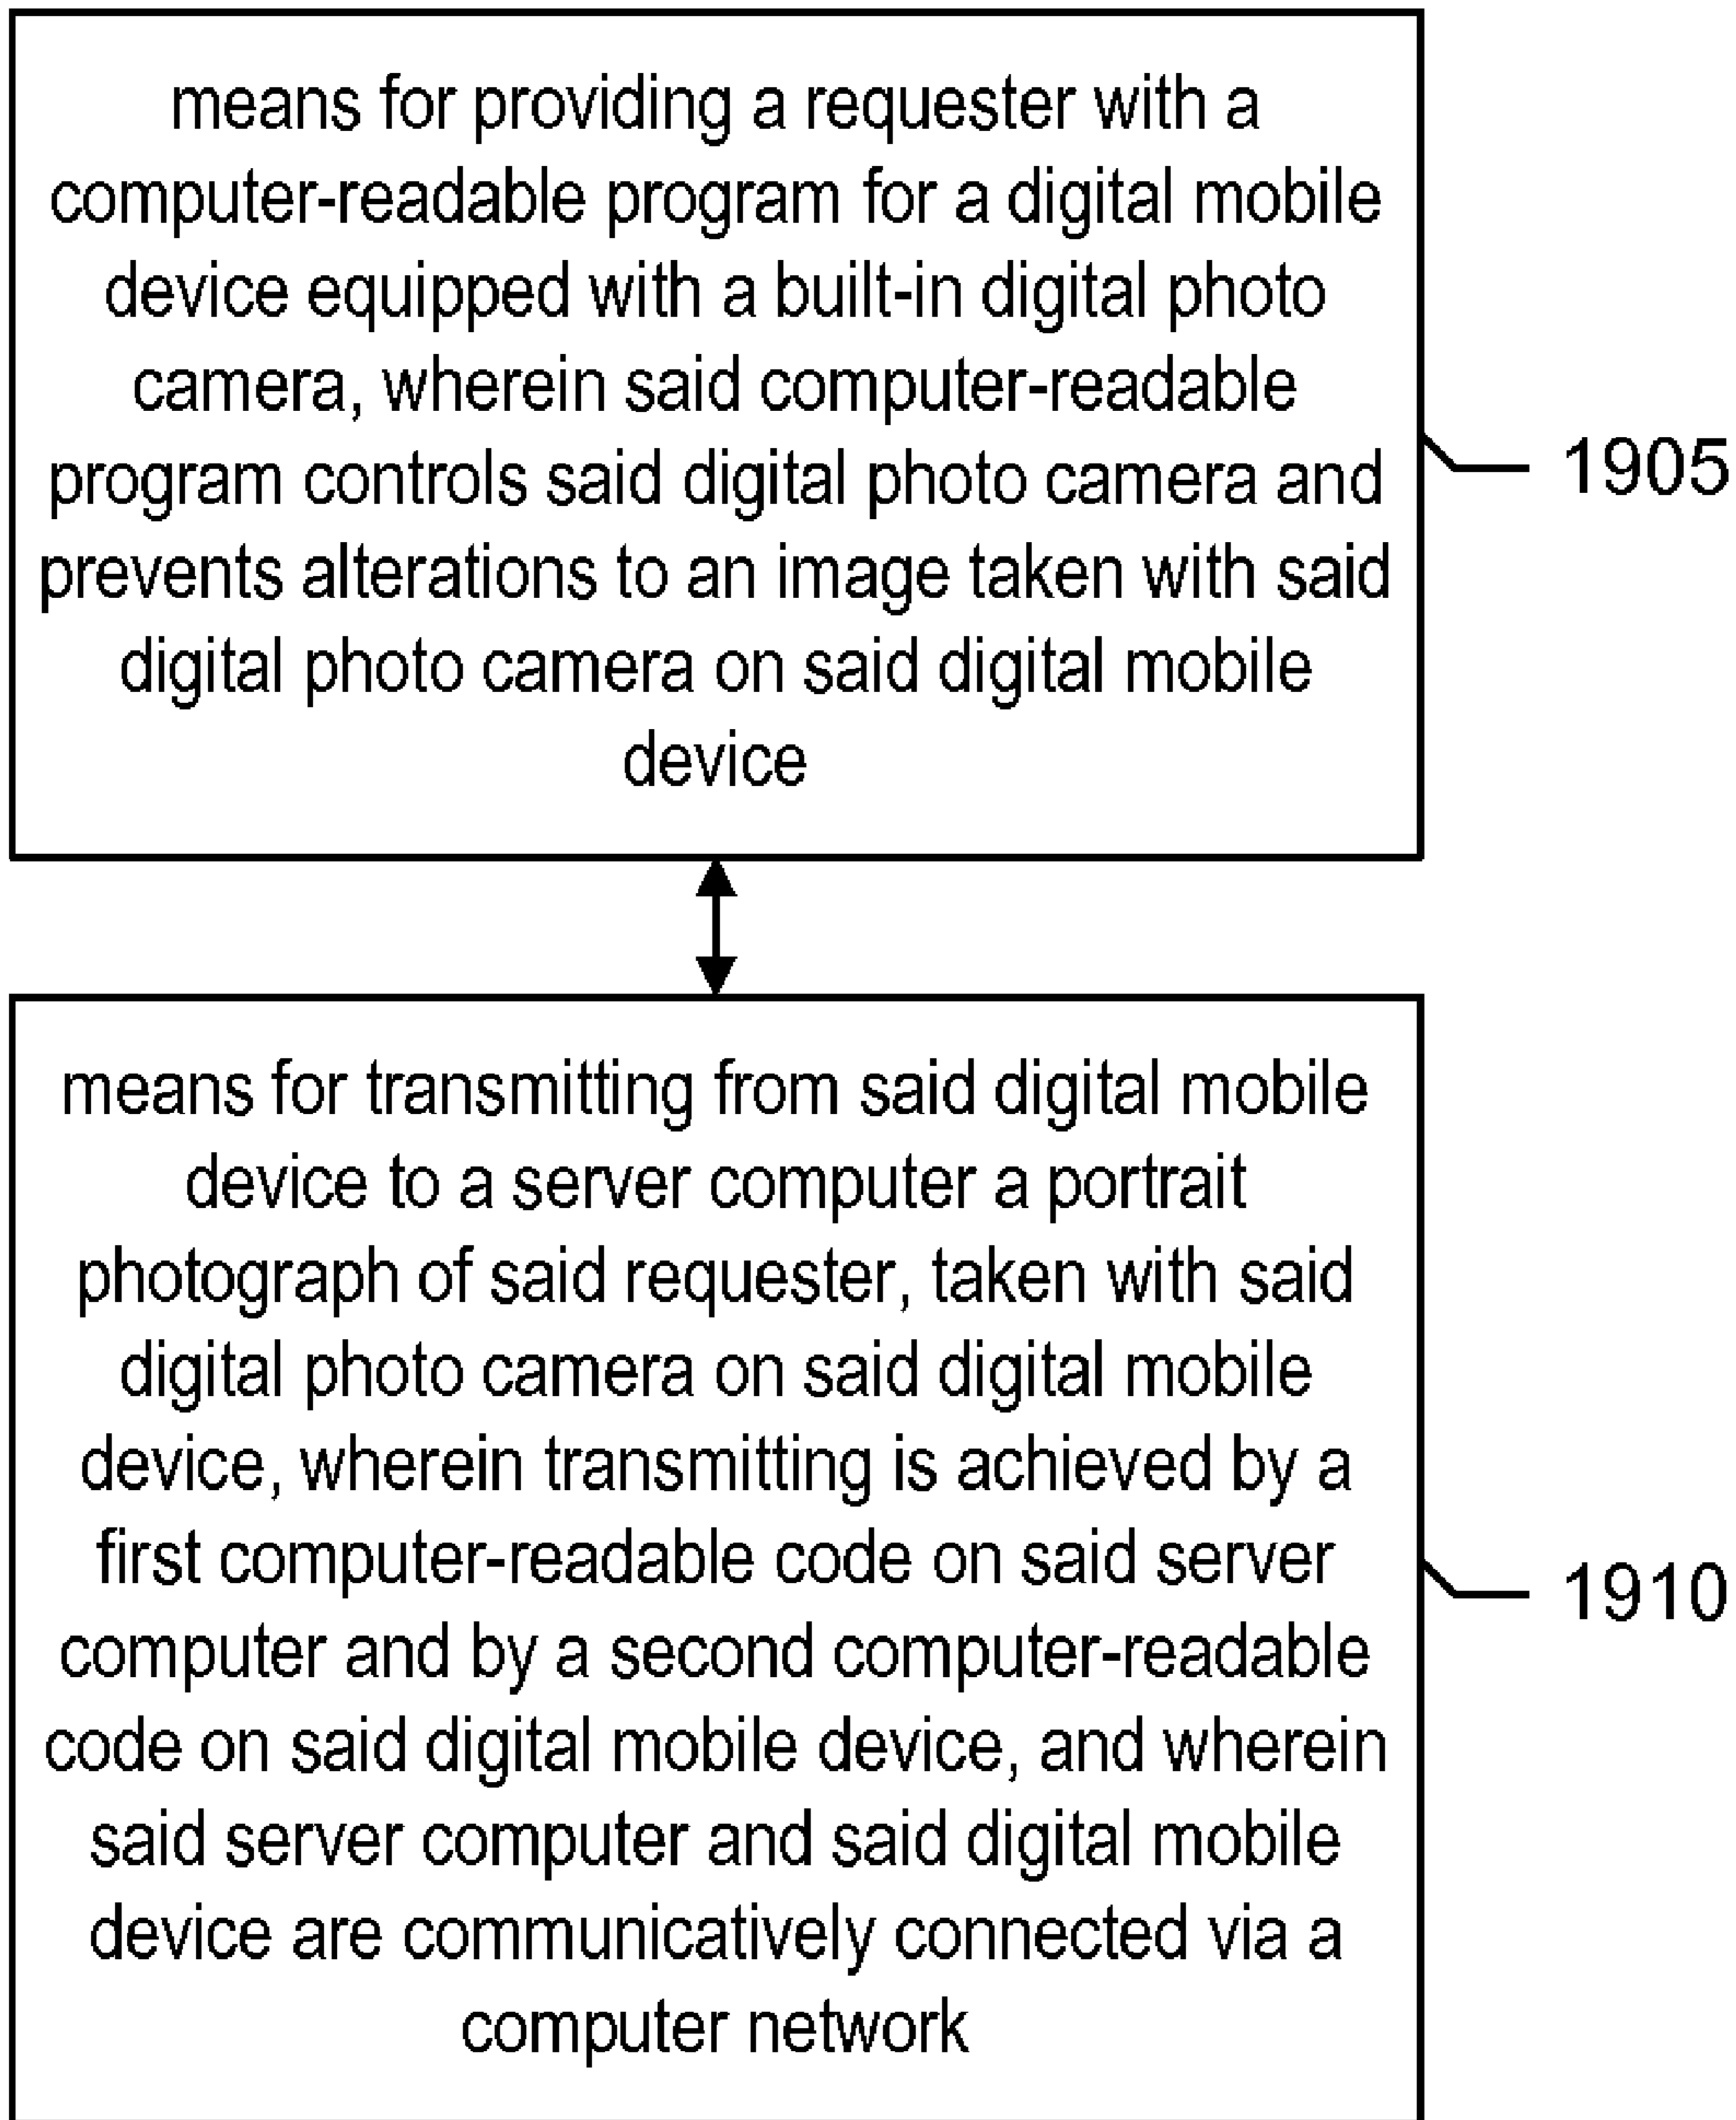 means for providing a requester with a
computer-readable program for a digital mobile
device equipped with a built-in digital photo
camera, wherein said computer-readable
program controls said digital photo camera and
prevents alterations to an image taken with said
digital photo camera on said digital mobile
device
1905
means for transmitting from said digital mobile
device to a server computer a portrait
photograph of said requester, taken with said
digital photo camera on said digital mobile
device, wherein transmitting is achieved by a
first computer-readable code on said server
computer and by a second computer-readable
code on said digital mobile device, and wherein
said server computer and said digital mobile
device are communicatively connected via a
computer network
1910